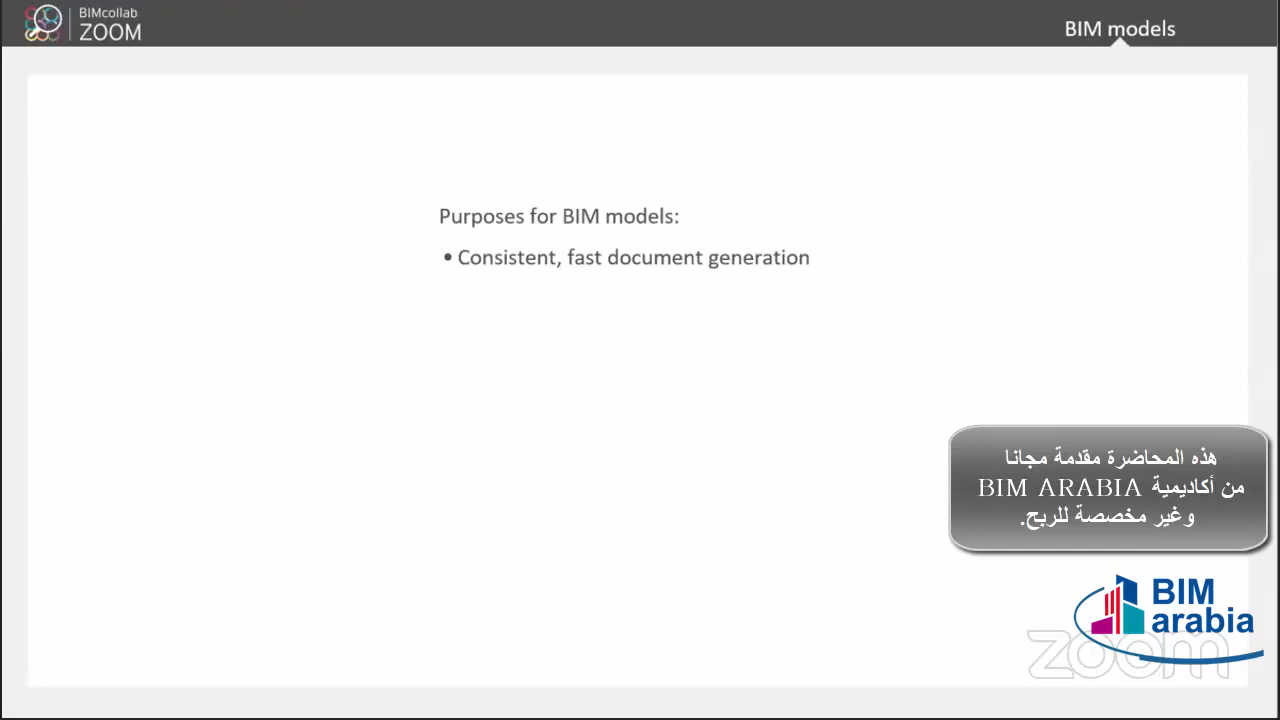 BIMcollab
ZOOM
BIM models
Purposes for BIM models:
• Consistent, fast document generation
هذه المحاضرة مقدمة مجانا
من أكاديمية BIM ARABIA
وغير مخصصة للربح.
BIM
arabia
zoom